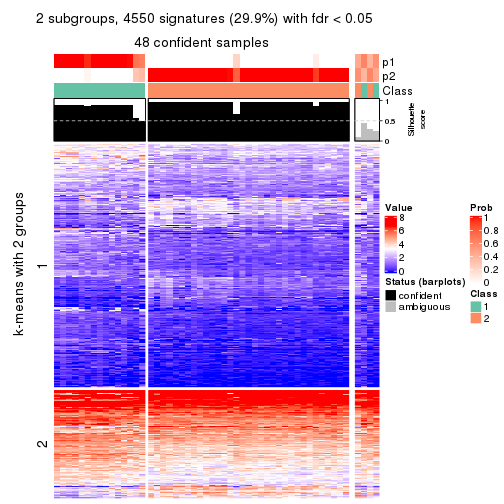 2 subgroups, 4550 signatures (29.9%) with fdr < 0.05
48 confident samples
p1
p2
Class
1
0.5
0
Silhouette
score
k-means with 2 groups
1
2
Value
8
6
4
2
0
Prob
1
0.8
0.6
0.4
0.2
0
Status (barplots)
confident
ambiguous
Class
1
2